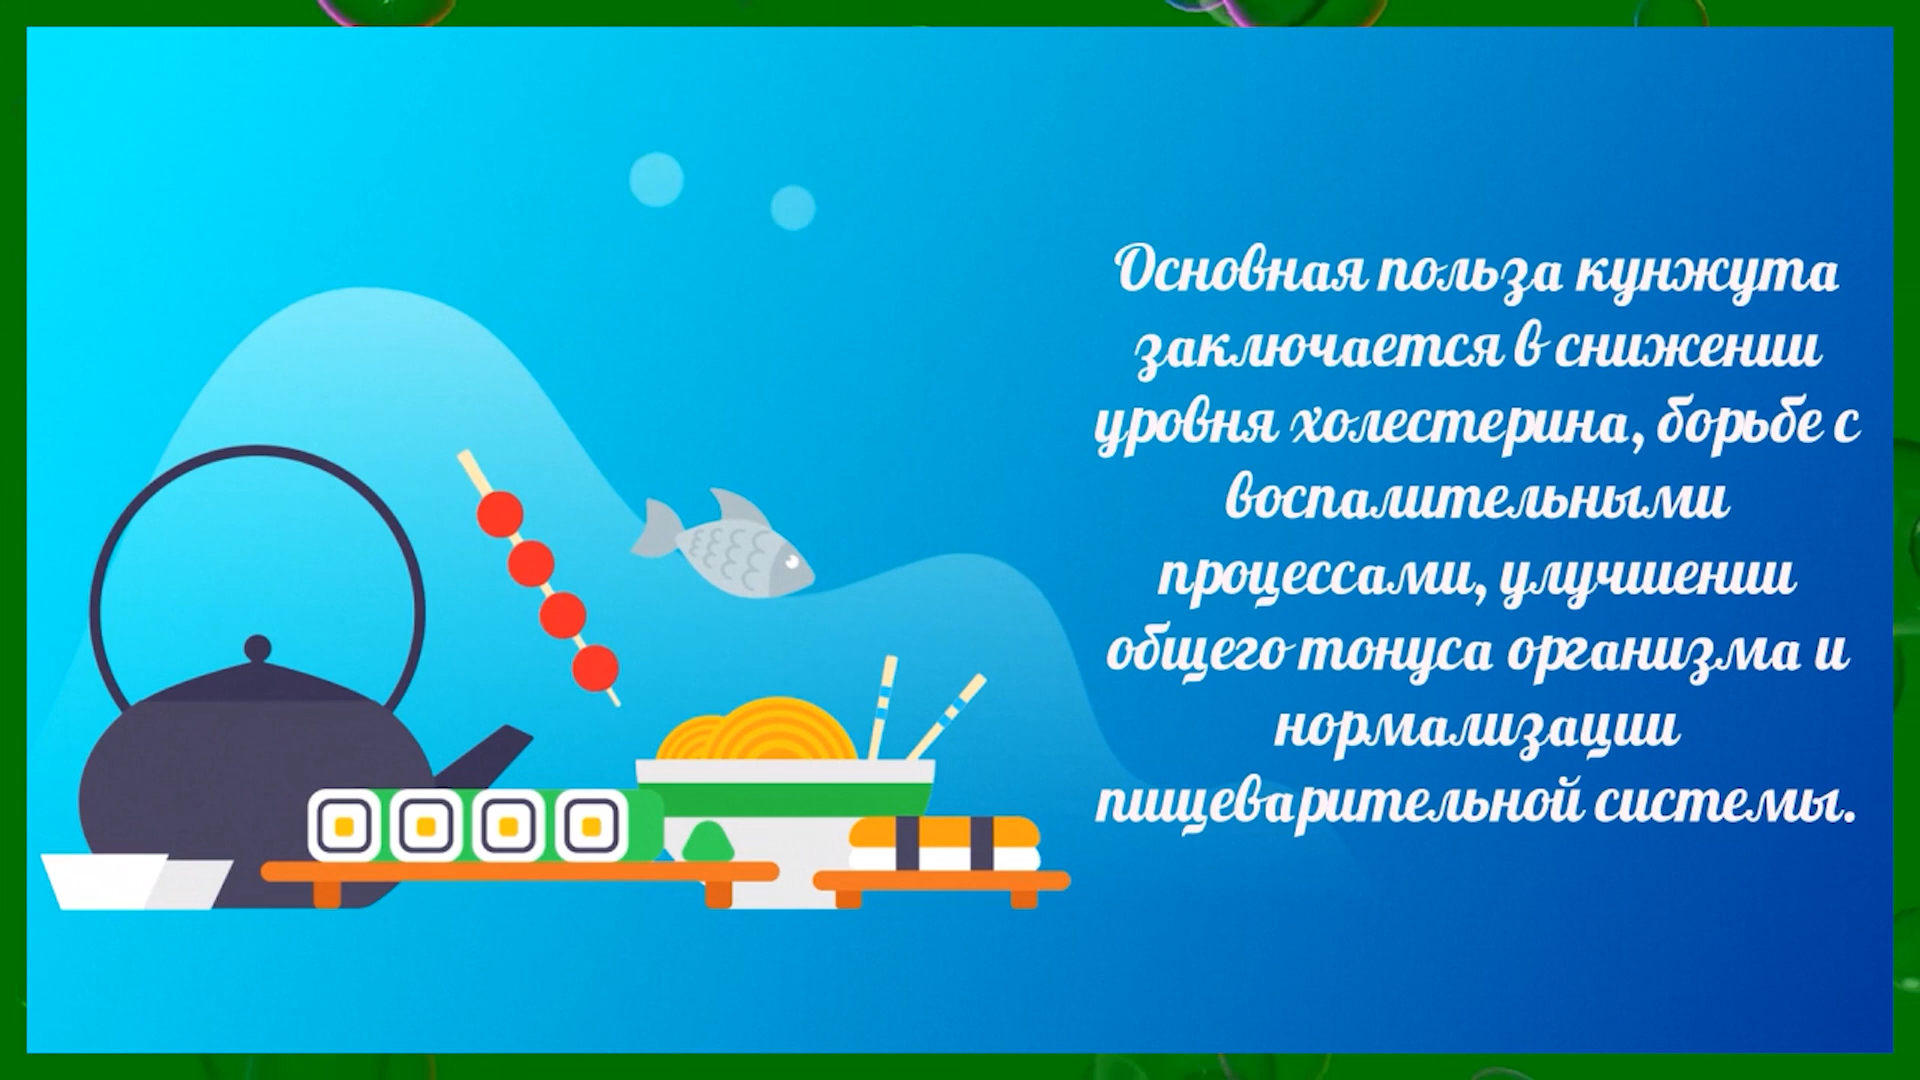 Основная польза кунжута
заключается в снижении
уровня холестерина, борьбе с
воспалительными
процессами, улучшении
общего тонуса организма и
нормализации
пищеварительной системы.